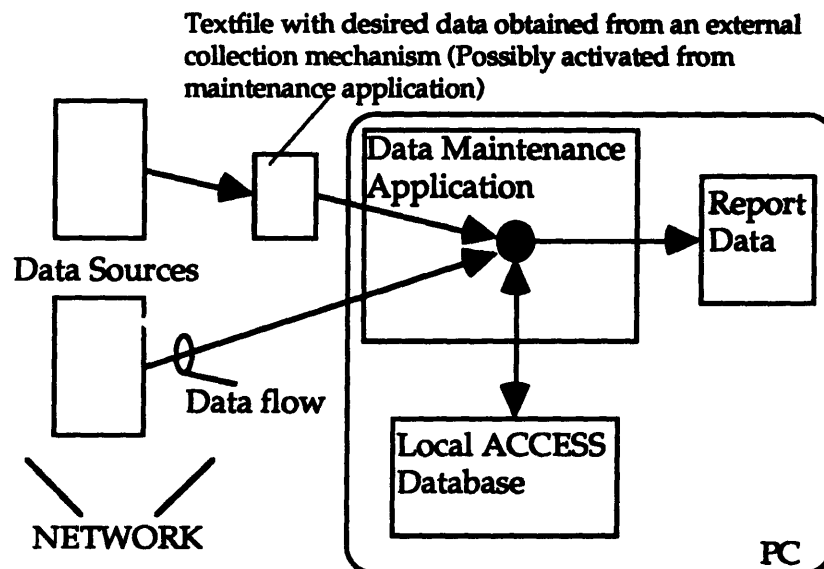 Textfile with desired data obtained from an external
collection mechanism (Possibly activated from
maintenance application)
Data Maintenance
Application
Report
Data
Data Sources
Data flow
Local ACCESS
Database
NETWORK
PC